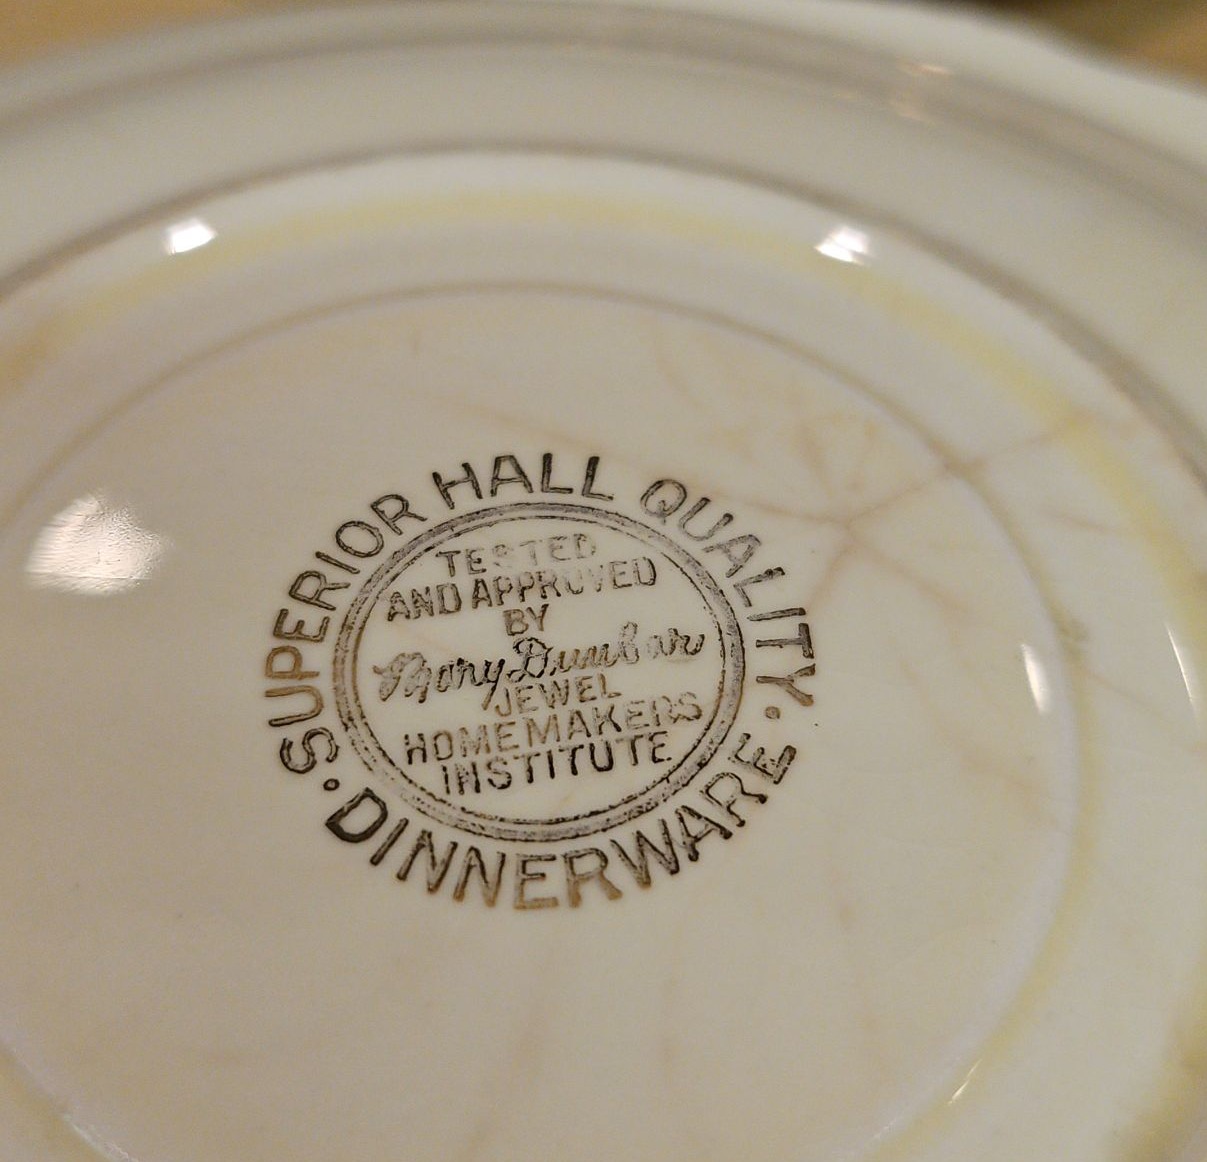 SUPERIOR HALL QUALITY
· DINNERWARE ·
TESTED
AND APPROVED
BY
Mary Dunbar
JEWEL
HOMEMAKERS
INSTITUTE